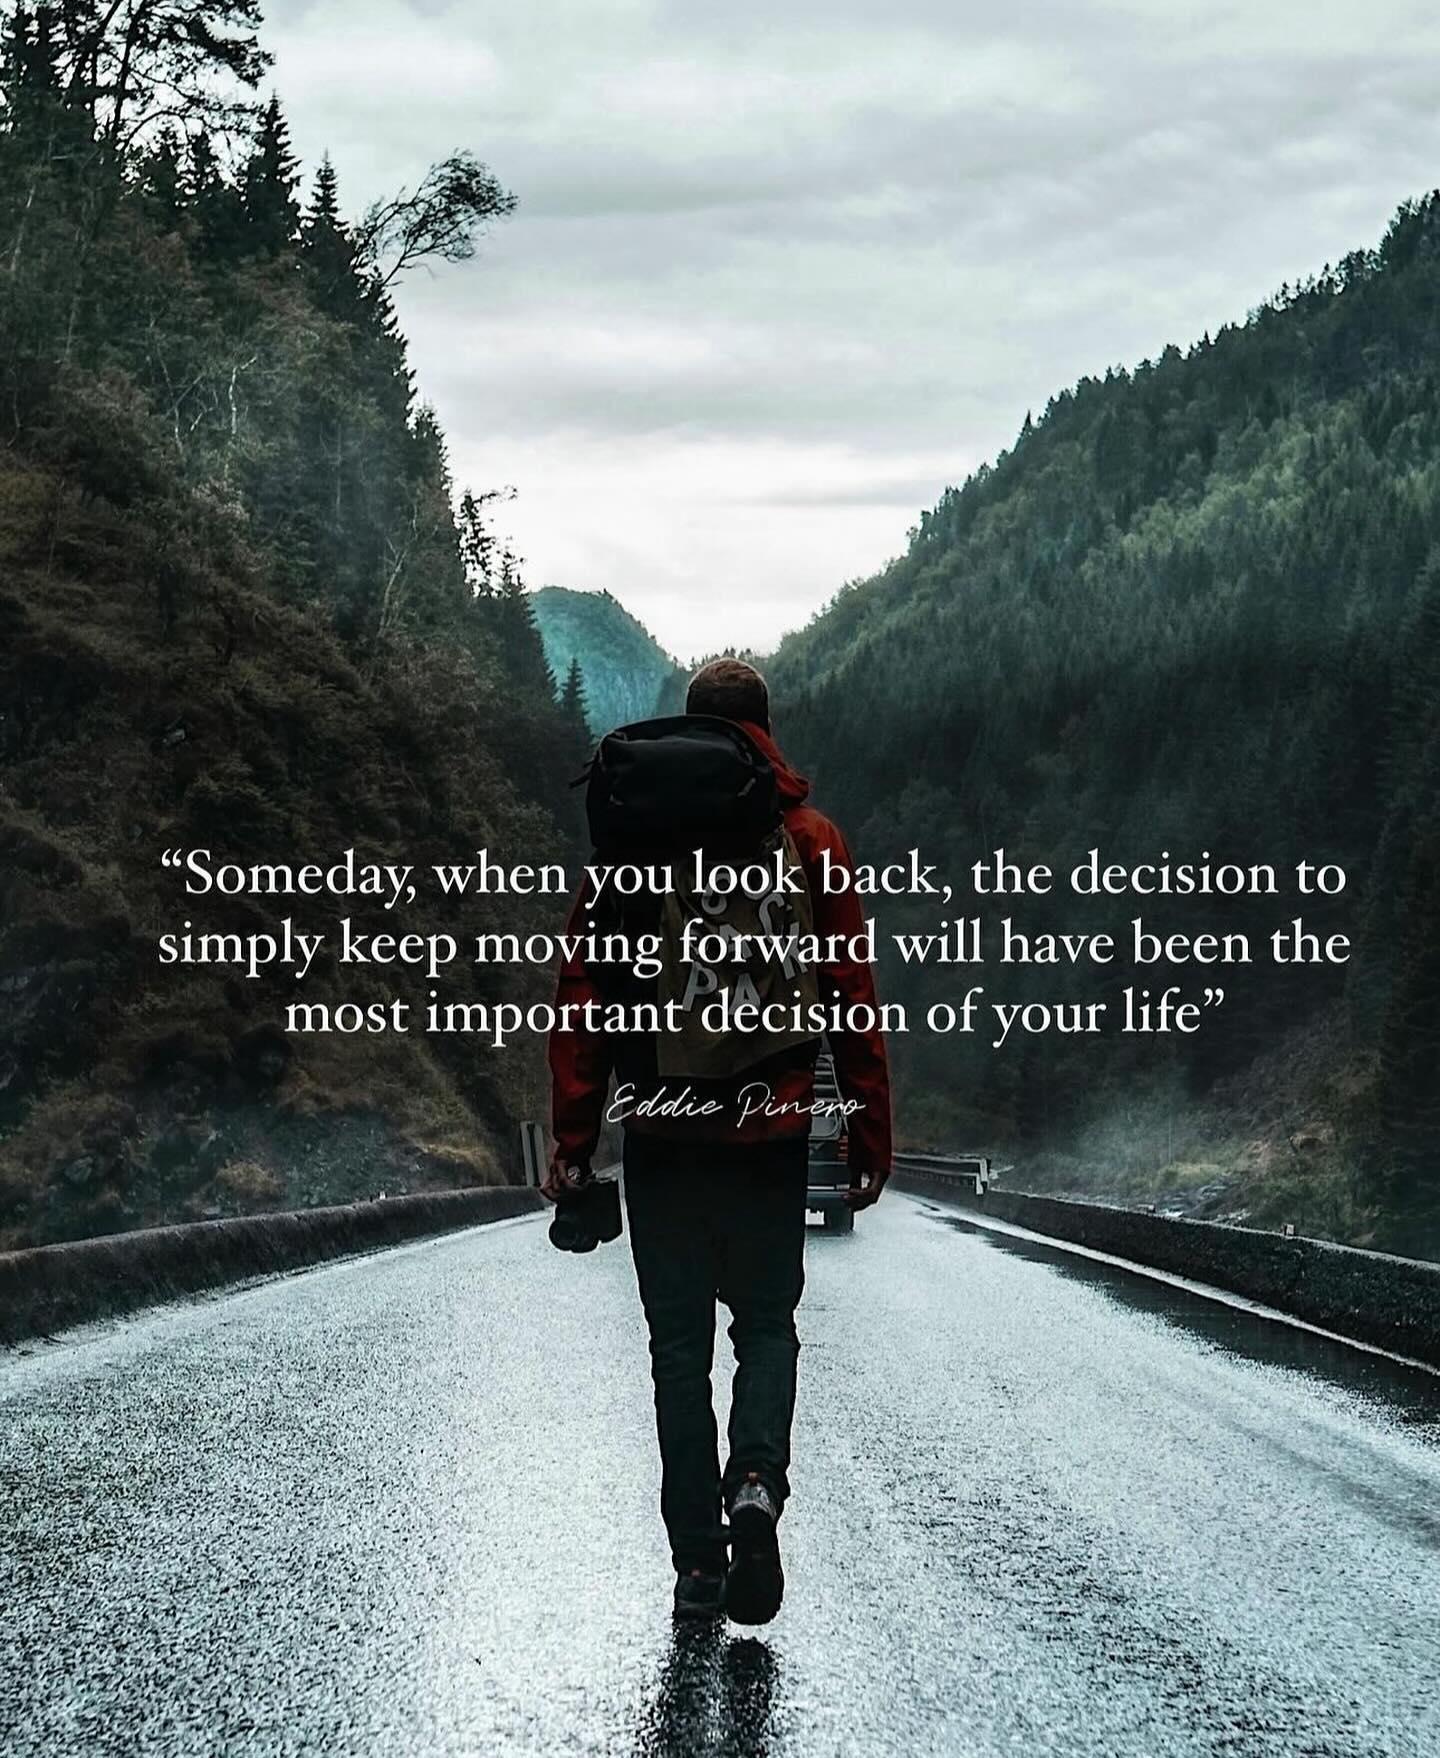 “Someday, when you look back, the decision to
simply keep moving forward will have been the
most important decision of your life”
Eddie Pinero